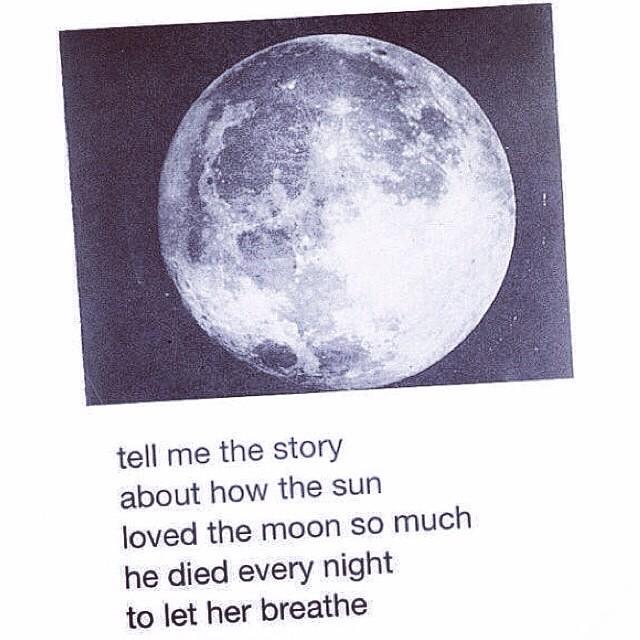 tell me the story
about how the sun
loved the moon so much
he died every night
to let her breathe